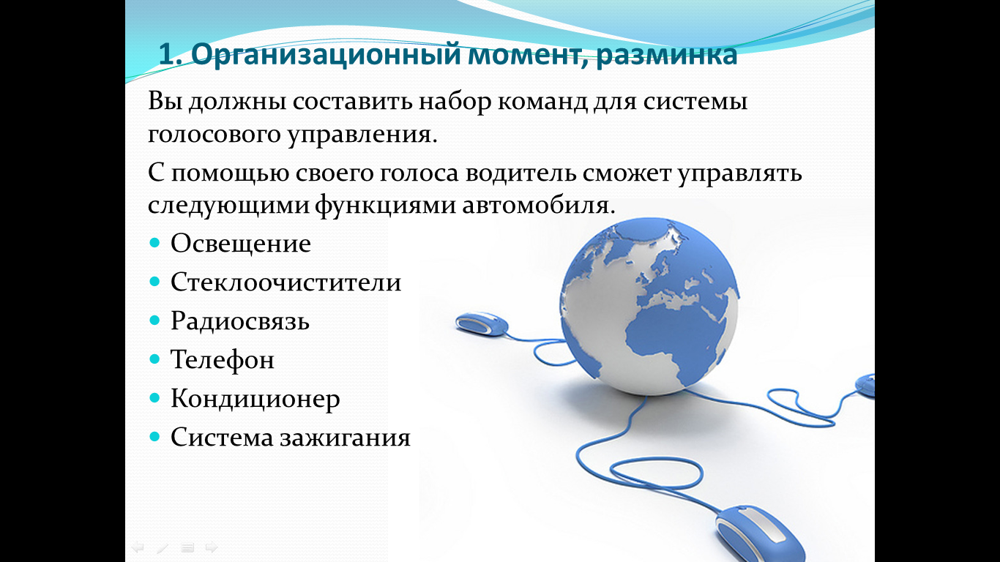 1. Организационный момент, разминка
Вы должны составить набор команд для системы
голосового управления.
С помощью своего голоса водитель сможет управлять
следующими функциями автомобиля.
• Освещение
• Стеклоочистители
• Радиосвязь
• Телефон
• Кондиционер
• Система зажигания